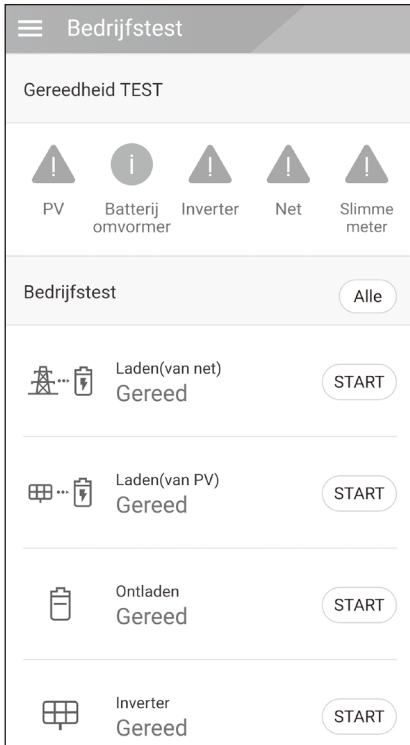 Bedrijfstest
Gereedheid TEST
PV
Batterij
omvormer
Inverter
Net
Slimme
meter
Bedrijfstest
Alle
Laden(van net)
Gereed
START
Laden(van PV)
Gereed
START
Ontladen
Gereed
START
Inverter
Gereed
START